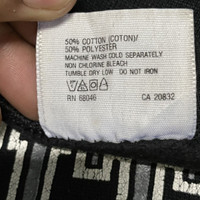 50% COTTON (COTON)/
50% POLYESTER
MACHINE WASH COLD SEPARATELY
NON CHLORINE BLEACH
TUMBLE DRY LOW DO NOT IRON
RN 68046 CA 20832